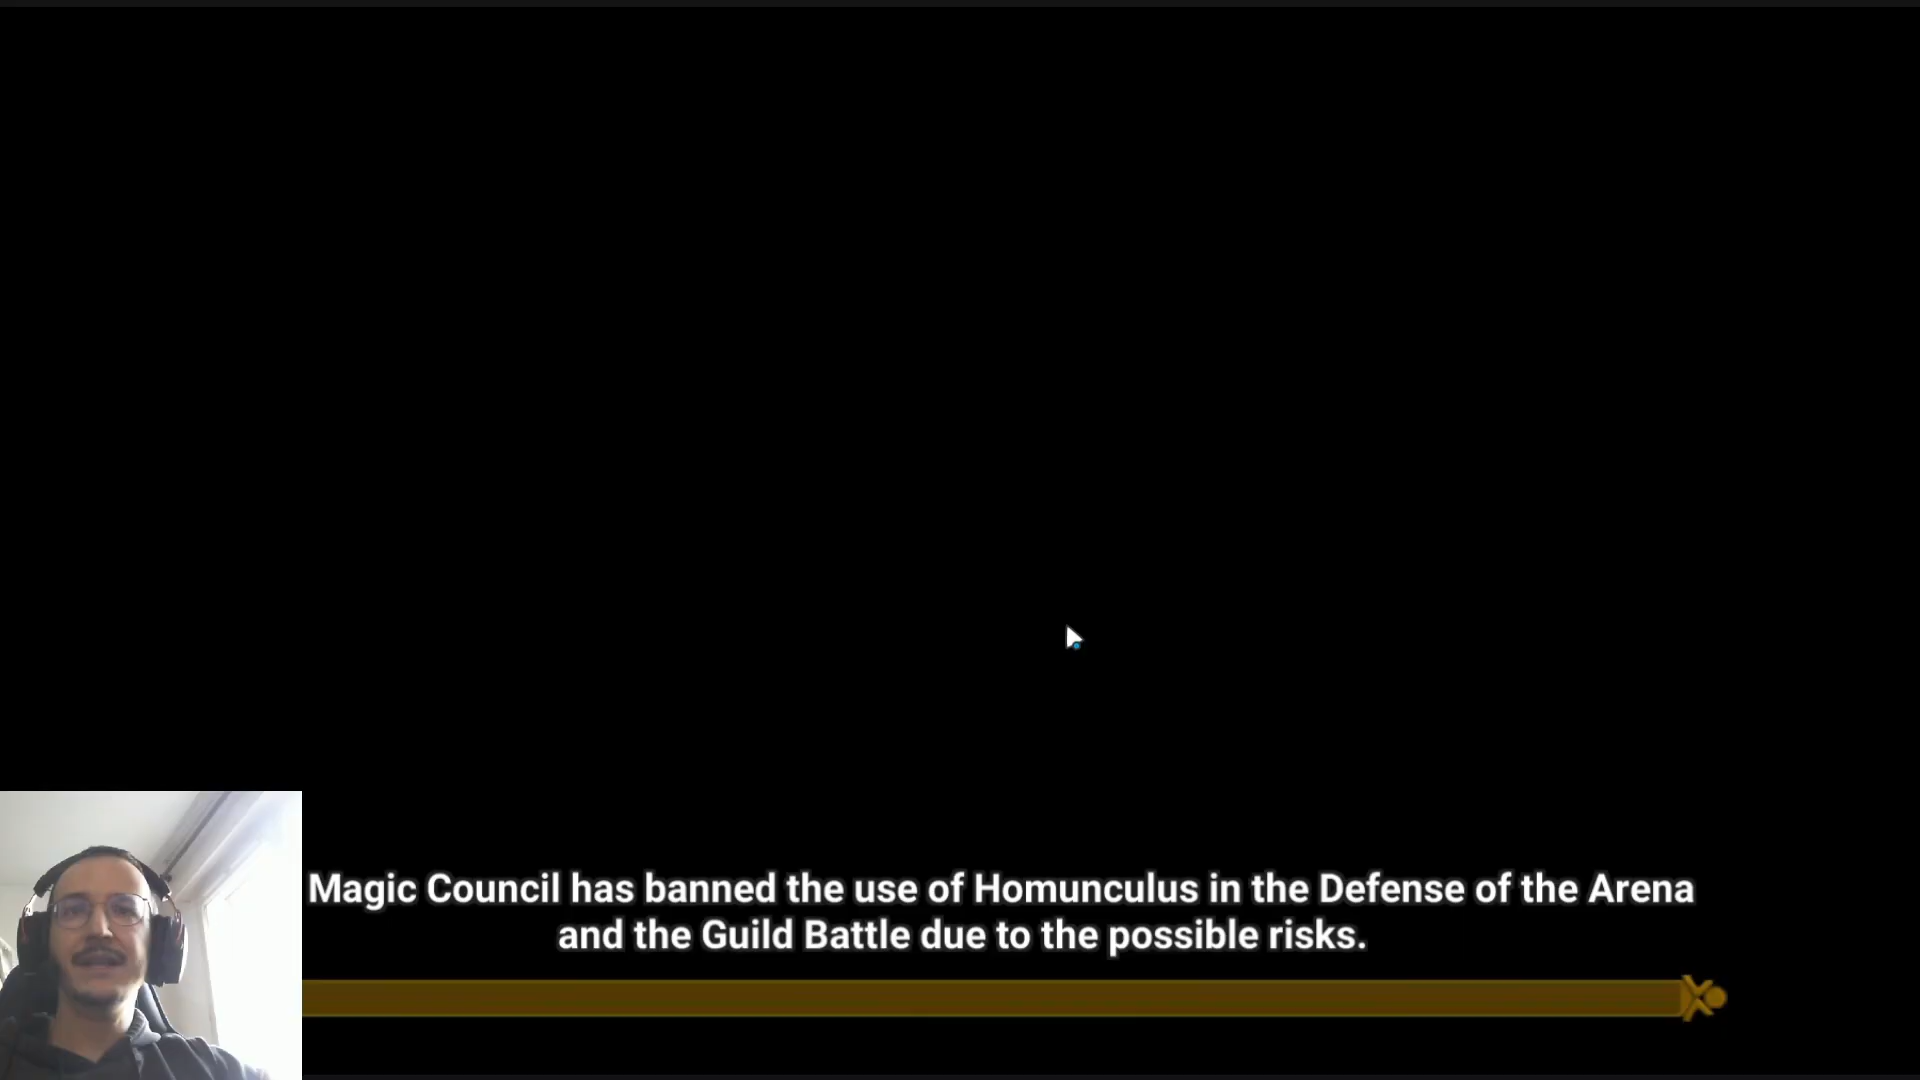 Magic Council has banned the use of Homunculus in the Defense of the Arena
and the Guild Battle due to the possible risks.